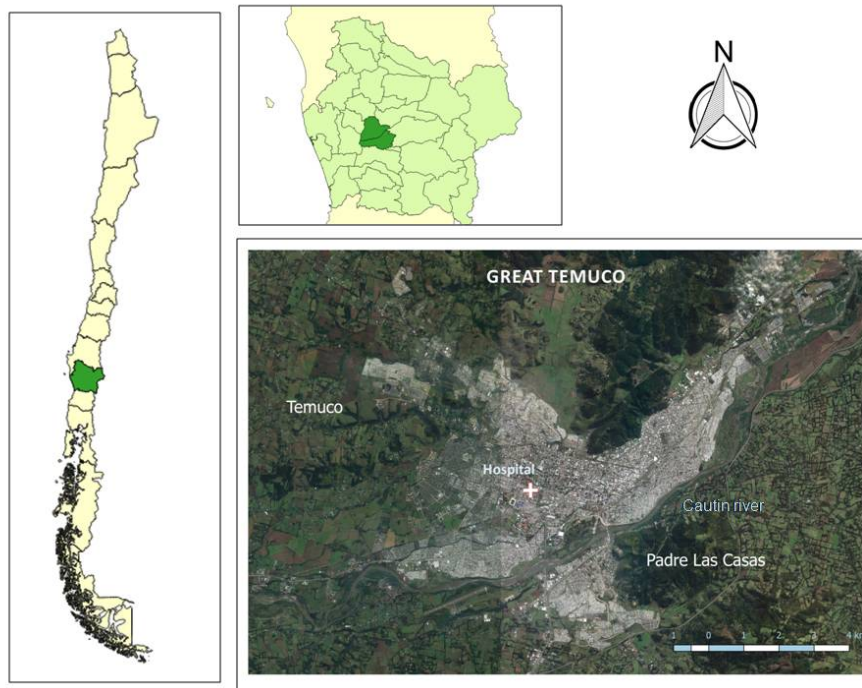 N
GREAT TEMUCO
Temuco
Hospital
Cautin river
Padre Las Casas
1 0 1 2 3 4 km